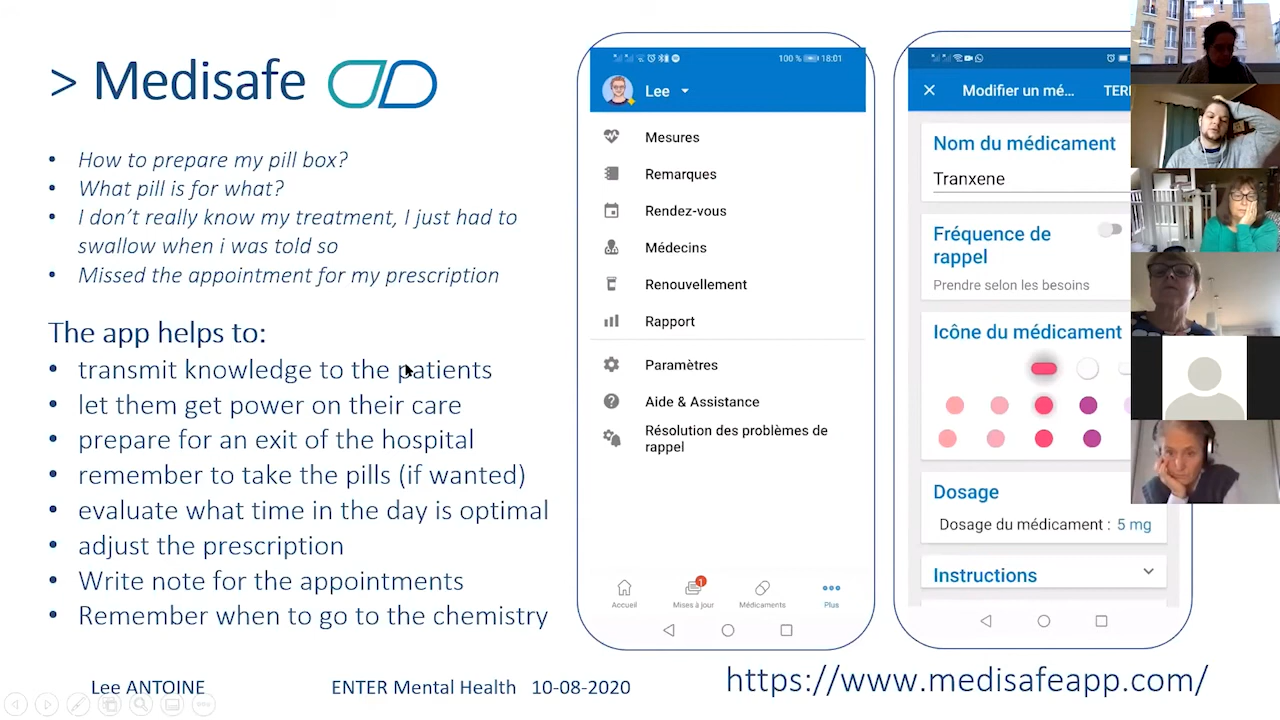 > Medisafe
• How to prepare my pill box?
• What pill is for what?
• I don't really know my treatment, I just had to
swallow when i was told so
• Missed the appointment for my prescription
The app helps to:
• transmit knowledge to the patients
• let them get power on their care
• prepare for an exit of the hospital
• remember to take the pills (if wanted)
• evaluate what time in the day is optimal
• adjust the prescription
• Write note for the appointments
• Remember when to go to the chemistry
Lee ANTOINE
ENTER Mental Health 10-08-2020
100 % 18:01
Lee
Mesures
Remarques
Rendez-vous
Médecins
Renouvellement
Rapport
Paramètres
Aide & Assistance
Résolution des problèmes de
rappel
1
Accueil
Mises à jour
Médicaments
Plus
Modifier un mé... TERI
Nom du médicament
Tranxene
Fréquence de
rappel
Prendre selon les besoins
Icône du médicament
Dosage
Dosage du médicament : 5 mg
Instructions
https://www.medisafeapp.com/